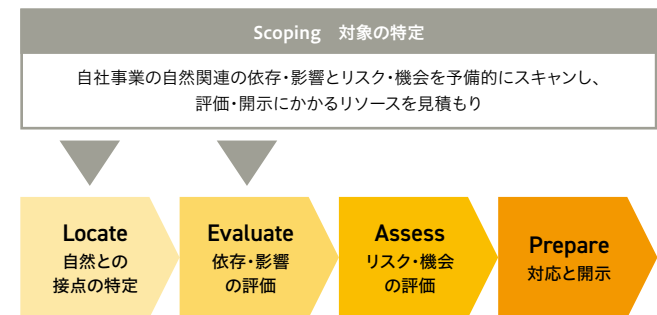 Scoping 対象の特定
自社事業の自然関連の依存・影響とリスク・機会を予備的にスキャンし、
評価・開示にかかるリソースを見積もり
Locate
自然との
接点の特定
Evaluate
依存・影響
の評価
Assess
リスク・機会
の評価
Prepare
対応と開示